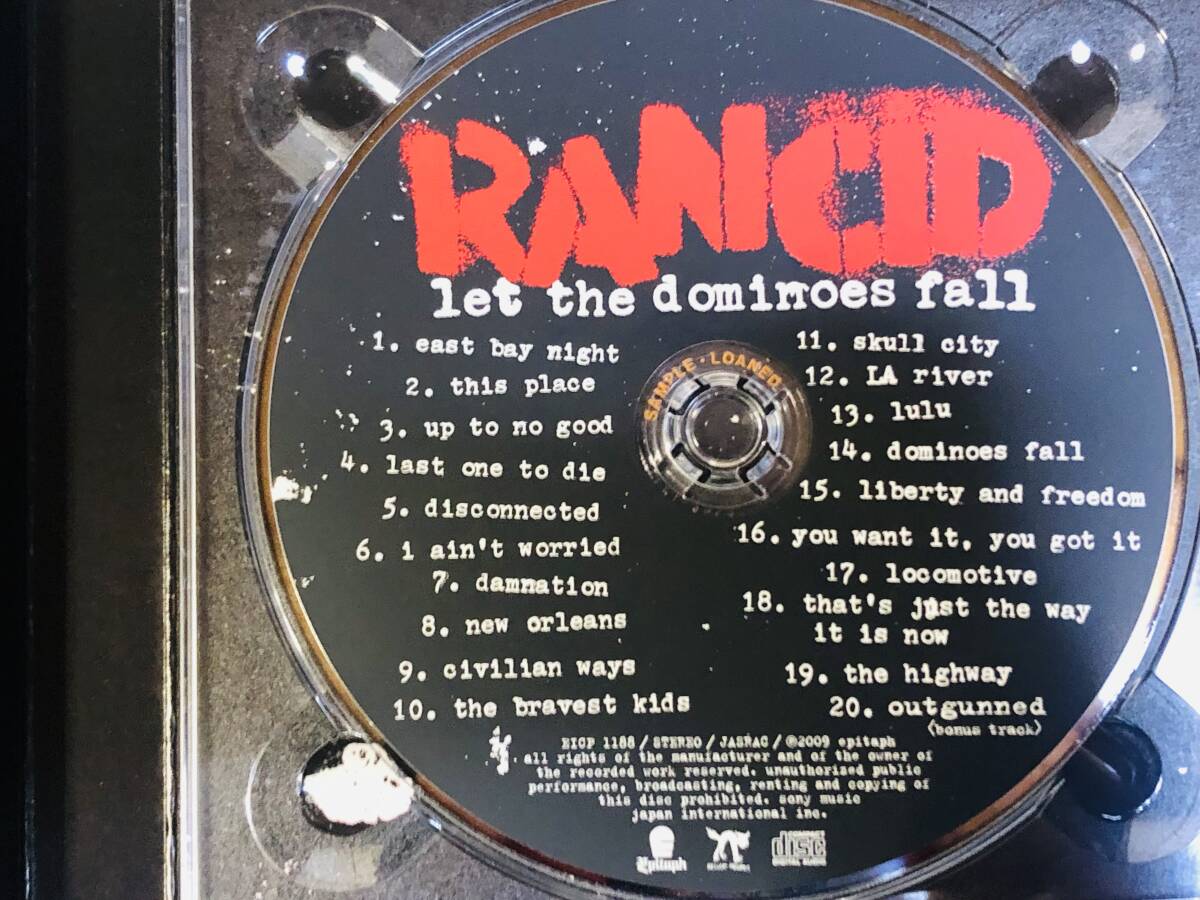 RANCID
let the dominoes fall
1. east bay night
2. this place
3. up to no good
4. last one to die
5. disconnected
6. i ain't worried
7. damnation
8. new orleans
9. civilian ways
10. the bravest kids
SAMPLE・LOANED
11. skull city
12. LA river
13. lulu
14. dominoes fall
15. liberty and freedom
16. you want it, you got it
17. locomotive
18. that's just the way
it is now
19. the highway
20. outgunned
(bonus track)
EICP 1188 / STEREO / JASRAC / ℗2009 epitaph
all rights of the manufacturer and of the owner of
the recorded work reserved. unauthorized public
performance, broadcasting, renting and copying of
this disc prohibited. sony music
japan international inc.
Epitaph
COMPACT
disc
DIGITAL AUDIO